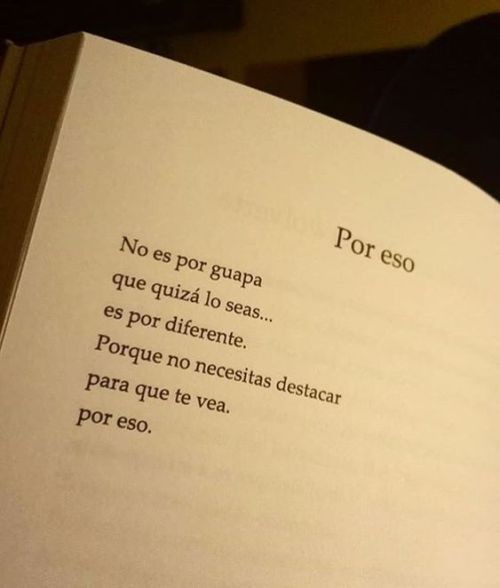 Por eso
No es por guapa
que quizá lo seas...
es por diferente.
Porque no necesitas destacar
para que te vea.
por eso.